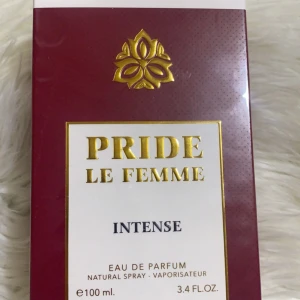 PRIDE
LE FEMME
INTENSE
EAU DE PARFUM
NATURAL SPRAY - VAPORISATEUR
℮100 ml. 3.4 FL.OZ.